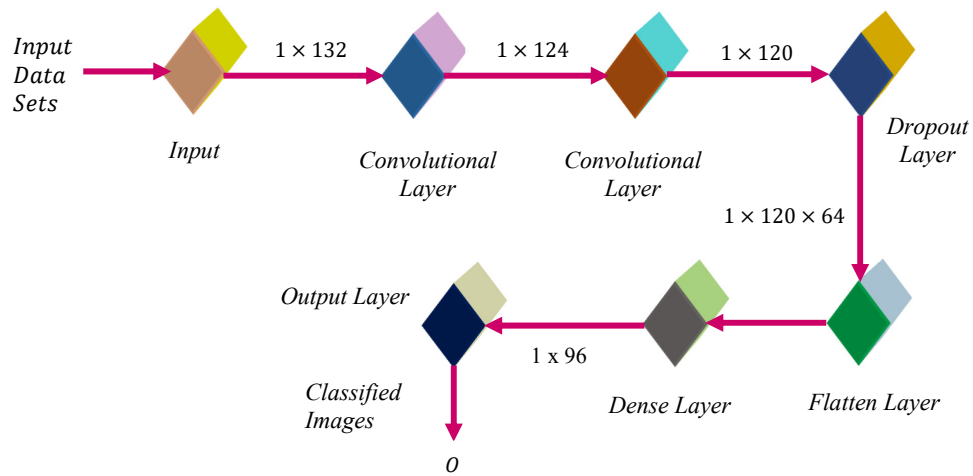 Input
Data
Sets
1 × 132
1 × 124
1 × 120
Input
Convolutional
Layer
Convolutional
Layer
Dropout
Layer
1 × 120 × 64
Output Layer
1 x 96
Classified
Images
Dense Layer
Flatten Layer
O